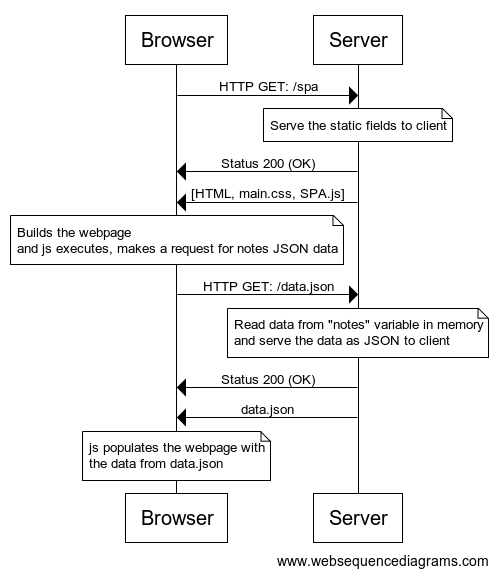 Browser
Server
HTTP GET: /spa
Serve the static fields to client
Status 200 (OK)
[HTML, main.css, SPA.js]
Builds the webpage
and js executes, makes a request for notes JSON data
HTTP GET: /data.json
Read data from "notes" variable in memory
and serve the data as JSON to client
Status 200 (OK)
data.json
js populates the webpage with
the data from data.json
Browser
Server
www.websequencediagrams.com